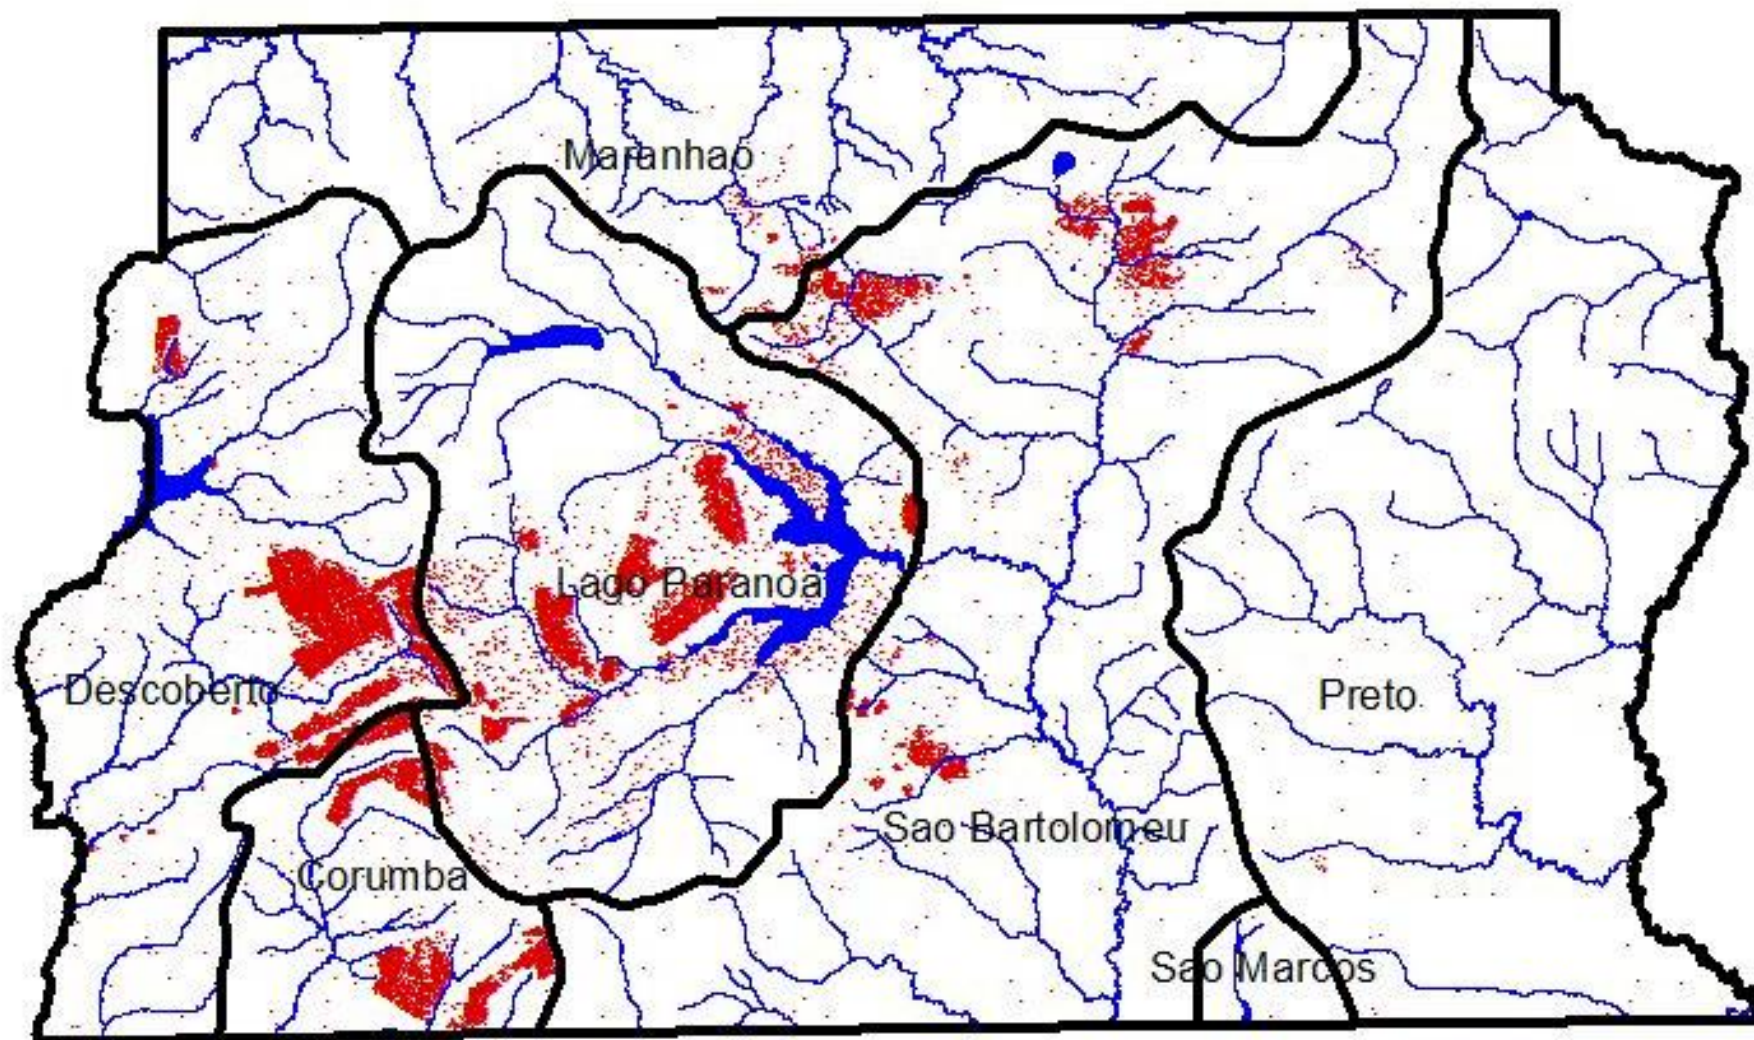 Maranhao
Lago Paranoa
Descoberto
Preto
Sao Bartolomeu
Corumba
Sao Marcos